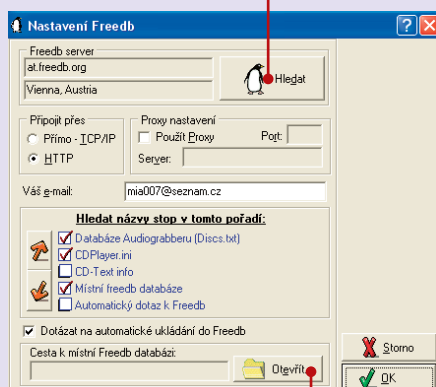 Nastavení Freedb
Freedb server
at.freedb.org
Vienna, Austria
Hledat
Připojit přes
Přímo - TCP/IP
HTTP
Proxy nastavení
Použít Proxy
Port:
Server:
Váš e-mail:
mia007@seznam.cz
Hledat názvy stop v tomto pořadí:
Databáze Audiograbberu (Discs.txt)
CDPlayer.ini
CD-Text info
Místní freedb databáze
Automatický dotaz k Freedb
Dotázat na automatické ukládání do Freedb
Cesta k místní Freedb databázi:
Otevřít
Storno
OK